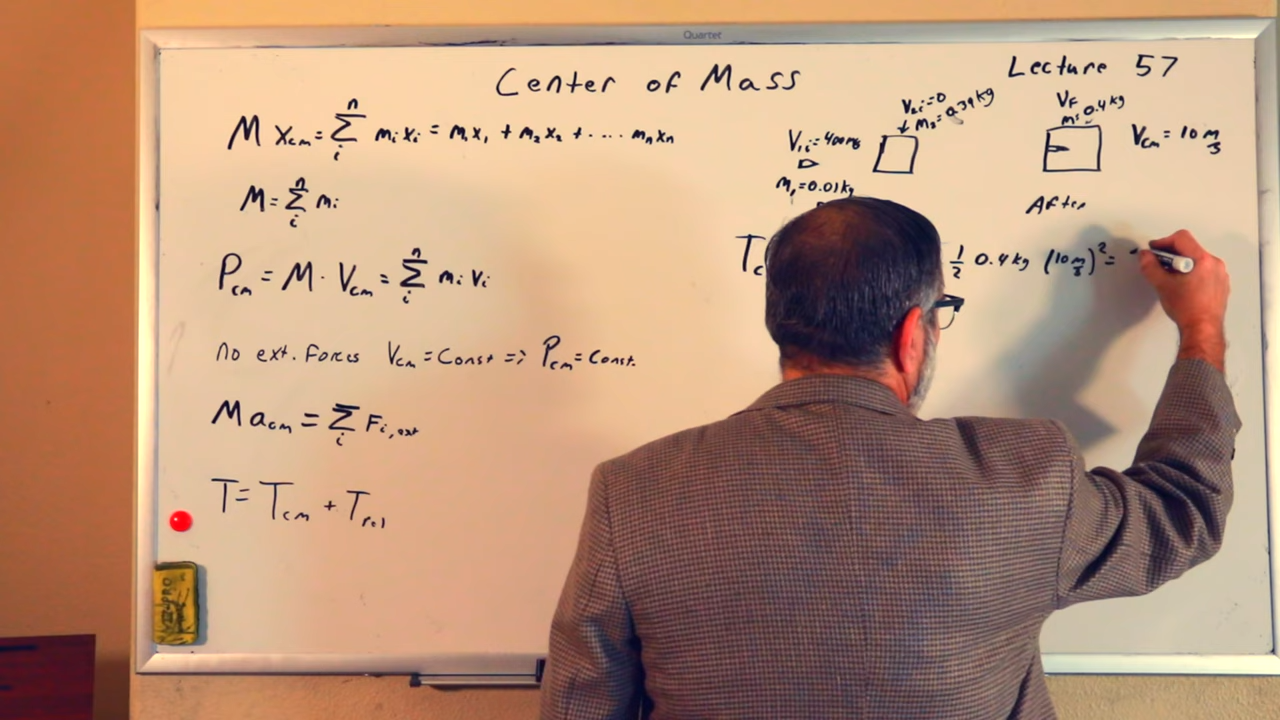 Quartet
Center of Mass
Lecture 57
M x_cm = Σ_i^n m_i x_i = m_1 x_1 + m_2 x_2 + .... m_n x_n
M = Σ_i^n m_i
P_cm = M · V_cm = Σ_i^n m_i v_i
no ext. Forces V_cm = Const => P_cm = Const.
M a_cm = Σ_i F_i,ext
T = T_cm + T_rel
V_1i = 400 m/s
m_1 = 0.01 kg
V_2i = 0
m_2 = 0.39 kg
V_F
m = 0.4 kg
V_cm = 10 m/s
After
1/2 0.4 kg (10 m/s)^2 =